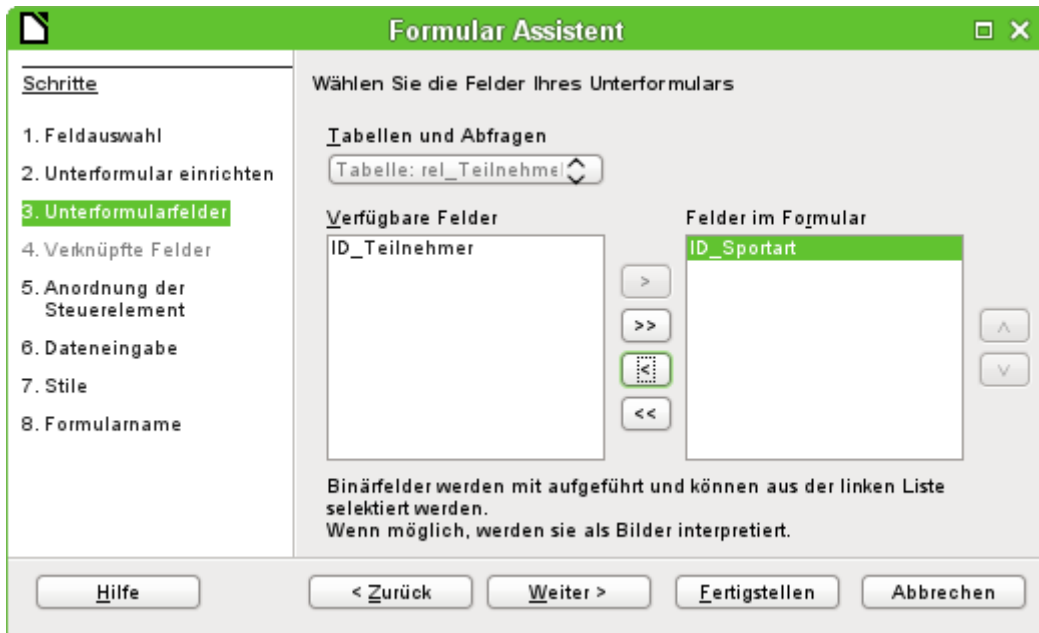 Formular Assistent
Schritte
1. Feldauswahl
2. Unterformular einrichten
3. Unterformularfelder
4. Verknüpfte Felder
5. Anordnung der
Steuerelement
6. Dateneingabe
7. Stile
8. Formularname
Wählen Sie die Felder Ihres Unterformulars
Tabellen und Abfragen
Tabelle: rel_Teilnehme
Verfügbare Felder
ID_Teilnehmer
>
>>
<
<<
Felder im Formular
ID_Sportart
Binärfelder werden mit aufgeführt und können aus der linken Liste
selektiert werden.
Wenn möglich, werden sie als Bilder interpretiert.
Hilfe
< Zurück
Weiter >
Fertigstellen
Abbrechen